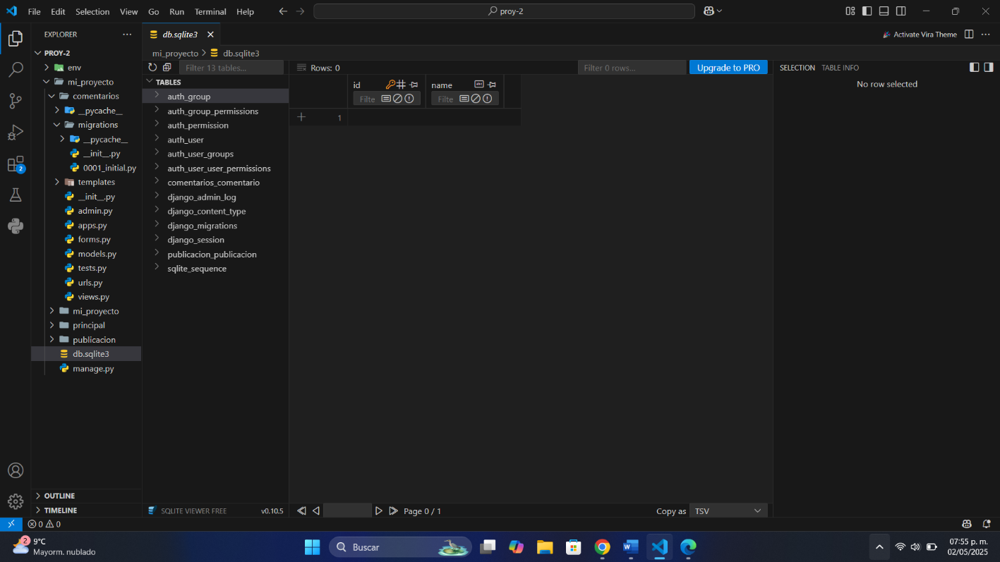 File Edit Selection View Go Run Terminal Help
proy-2
EXPLORER
PROY-2
env
mi_proyecto
comentarios
__pycache__
migrations
__pycache__
__init__.py
0001_initial.py
templates
__init__.py
admin.py
apps.py
forms.py
models.py
tests.py
urls.py
views.py
mi_proyecto
principal
publicacion
db.sqlite3
manage.py
OUTLINE
TIMELINE
2
db.sqlite3
Activate Vira Theme
mi_proyecto > db.sqlite3
Filter 13 tables...
TABLES
auth_group
auth_group_permissions
auth_permission
auth_user
auth_user_groups
auth_user_user_permissions
comentarios_comentario
django_admin_log
django_content_type
django_migrations
django_session
publicacion_publicacion
sqlite_sequence
SQLITE VIEWER FREE v0.10.5
Rows: 0
Filter 0 rows...
Upgrade to PRO
id name
Filte Filte
1
Page 0 / 1
Copy as TSV
SELECTION TABLE INFO
No row selected
0 0
2
9°C
Mayorm. nublado
Buscar
07:55 p. m.
02/05/2025